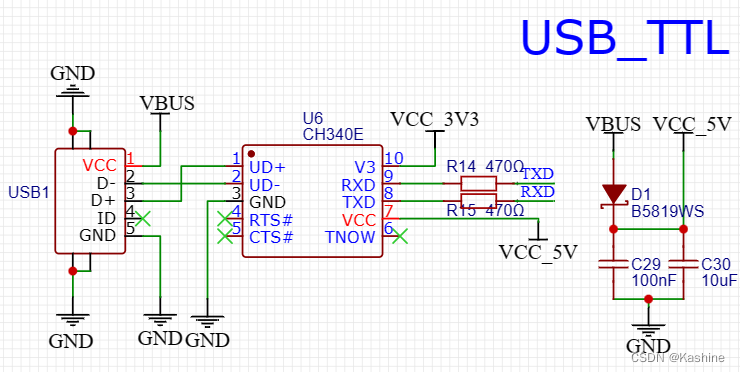 USB_TTL
GND
VBUS
USB1
VCC 1
D- 2
D+ 3
ID 4
GND 5
GND
GND
U6
CH340E
1 UD+
2 UD-
3 GND
4 RTS#
5 CTS#
V3 10
RXD 9
TXD 8
VCC 7
TNOW 6
GND
VCC_3V3
R14 470Ω
TXD
RXD
R15 470Ω
VCC_5V
VBUS
VCC_5V
D1
B5819WS
C29
100nF
C30
10uF
GND
CSDN @Kashine